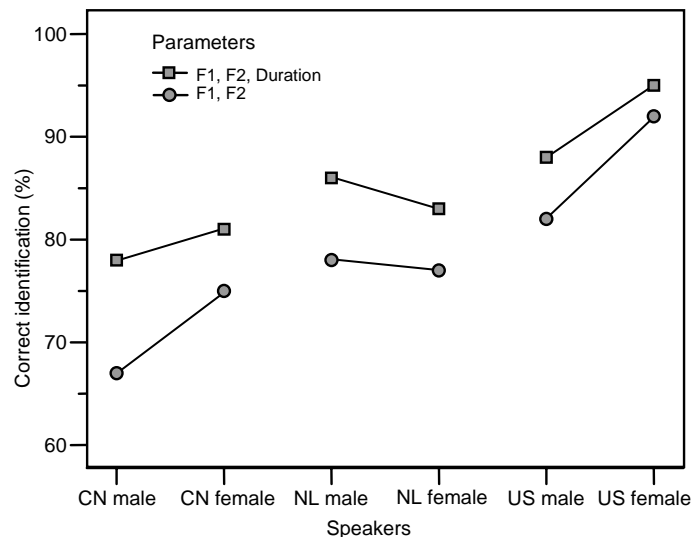 Parameters
F1, F2, Duration
F1, F2
Correct identification (%)
100
90
80
70
60
CN male CN female NL male NL female US male US female
Speakers